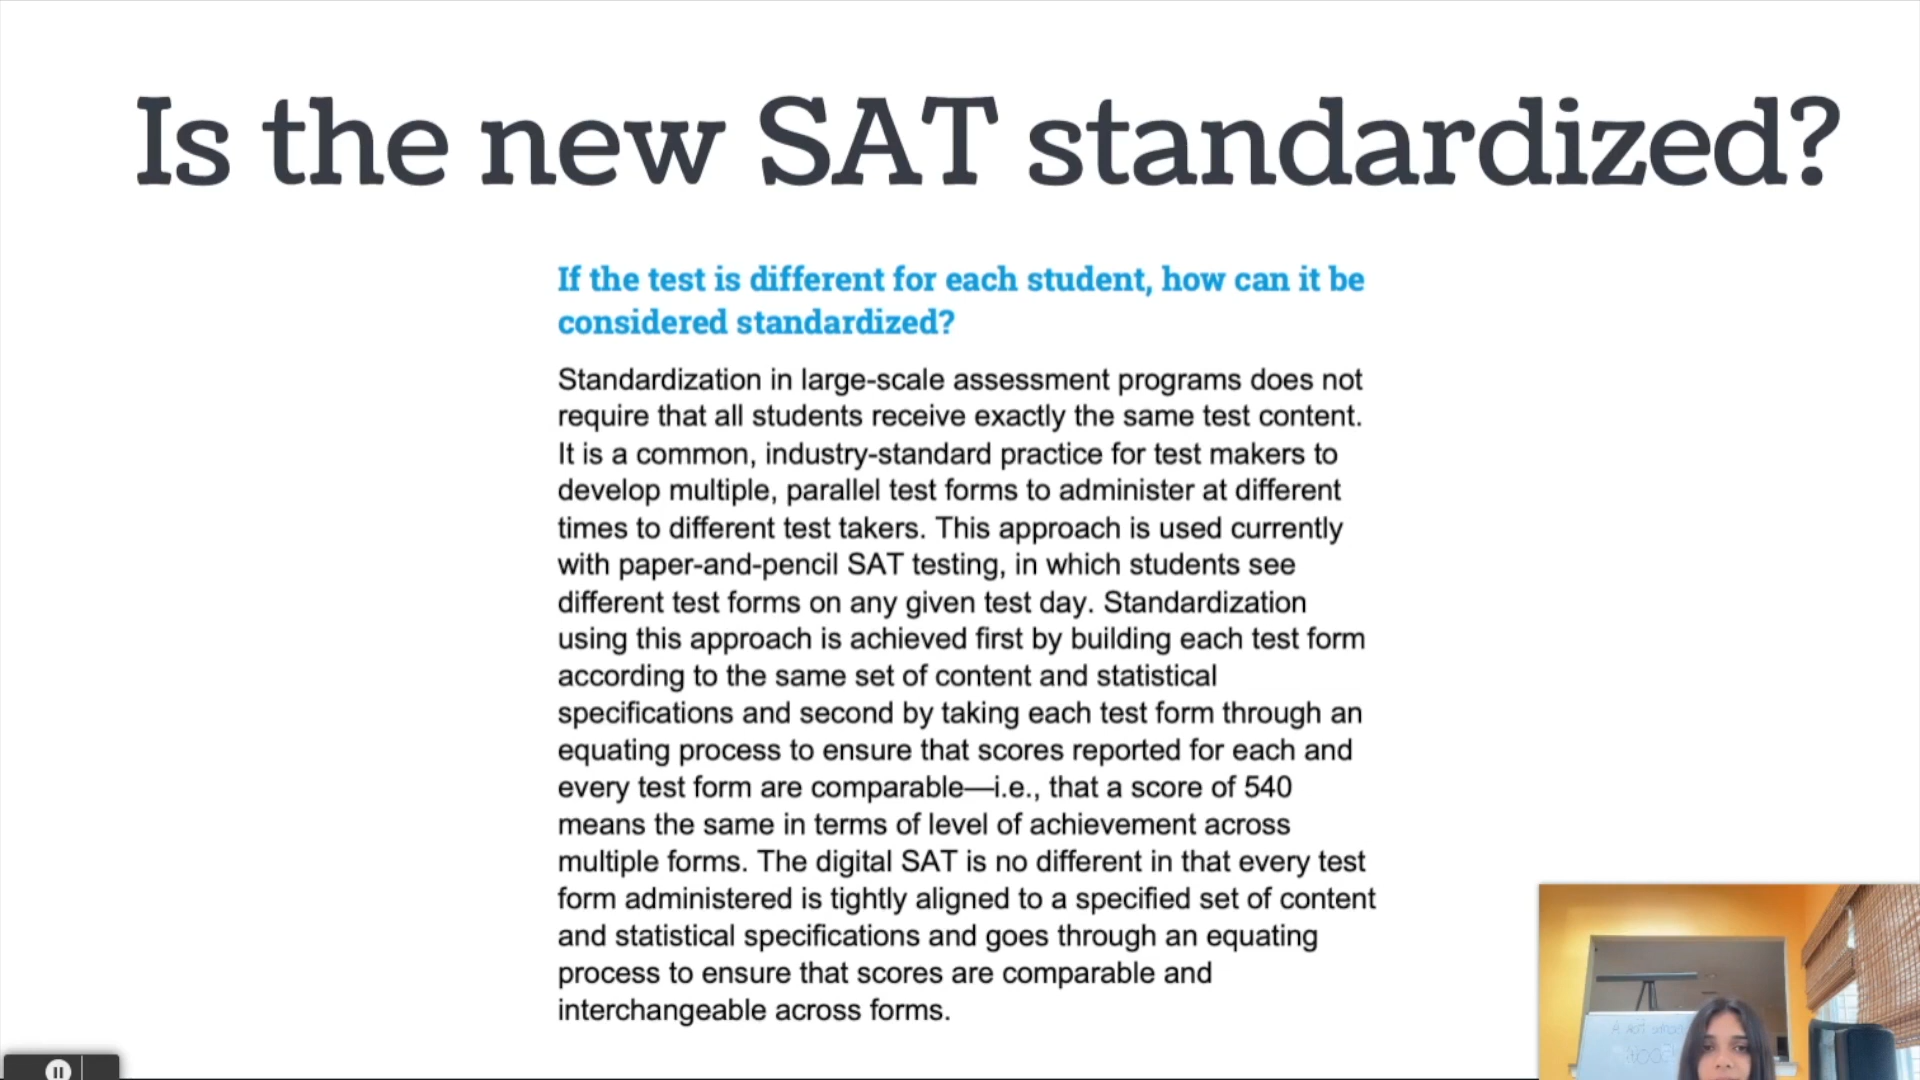 Is the new SAT standardized?
If the test is different for each student, how can it be
considered standardized?
Standardization in large-scale assessment programs does not
require that all students receive exactly the same test content.
It is a common, industry-standard practice for test makers to
develop multiple, parallel test forms to administer at different
times to different test takers. This approach is used currently
with paper-and-pencil SAT testing, in which students see
different test forms on any given test day. Standardization
using this approach is achieved first by building each test form
according to the same set of content and statistical
specifications and second by taking each test form through an
equating process to ensure that scores reported for each and
every test form are comparable—i.e., that a score of 540
means the same in terms of level of achievement across
multiple forms. The digital SAT is no different in that every test
form administered is tightly aligned to a specified set of content
and statistical specifications and goes through an equating
process to ensure that scores are comparable and
interchangeable across forms.